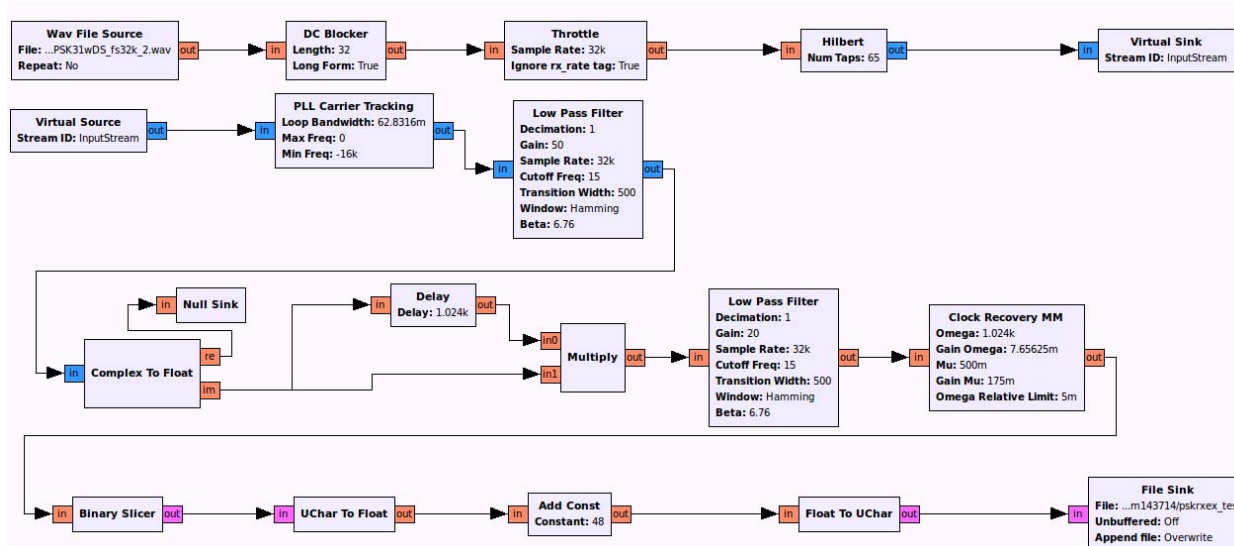 Wav File Source
File: ...PSK31wDS_fs32k_2.wav
Repeat: No
out
in
DC Blocker
Length: 32
Long Form: True
out
in
Throttle
Sample Rate: 32k
Ignore rx_rate tag: True
out
in
Hilbert
Num Taps: 65
out
in
Virtual Sink
Stream ID: InputStream
Virtual Source
Stream ID: InputStream
out
in
PLL Carrier Tracking
Loop Bandwidth: 62.8316m
Max Freq: 0
Min Freq: -16k
out
in
Low Pass Filter
Decimation: 1
Gain: 50
Sample Rate: 32k
Cutoff Freq: 15
Transition Width: 500
Window: Hamming
Beta: 6.76
out
in
Null Sink
in
Complex To Float
re
im
in
Delay
Delay: 1.024k
out
in0
in1
Multiply
out
in
Low Pass Filter
Decimation: 1
Gain: 20
Sample Rate: 32k
Cutoff Freq: 15
Transition Width: 500
Window: Hamming
Beta: 6.76
out
in
Clock Recovery MM
Omega: 1.024k
Gain Omega: 7.65625m
Mu: 500m
Gain Mu: 175m
Omega Relative Limit: 5m
out
in
Binary Slicer
out
in
UChar To Float
out
in
Add Const
Constant: 48
out
in
Float To UChar
out
in
File Sink
File: ...m143714/pskrxex_tes
Unbuffered: Off
Append file: Overwrite